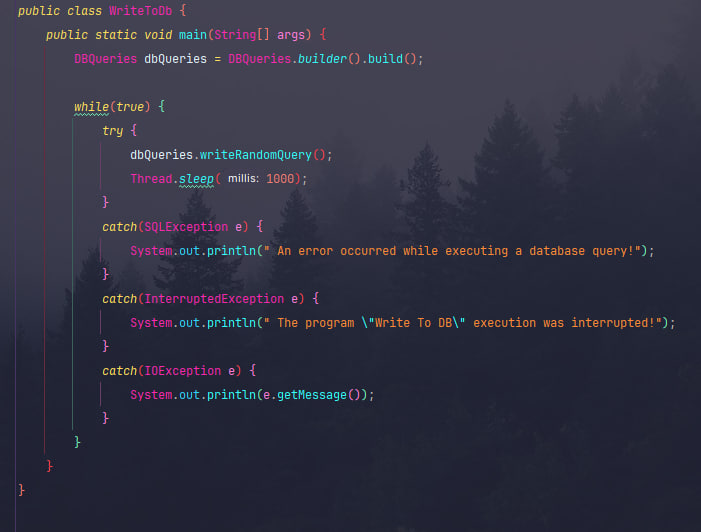 public class WriteToDb {
public static void main(String[] args) {
DBQueries dbQueries = DBQueries.builder().build();
while(true) {
try {
dbQueries.writeRandomQuery();
Thread.sleep( millis: 1000);
}
catch(SQLException e) {
System.out.println(" An error occurred while executing a database query!");
}
catch(InterruptedException e) {
System.out.println(" The program \"Write To DB\" execution was interrupted!");
}
catch(IOException e) {
System.out.println(e.getMessage());
}
}
}
}